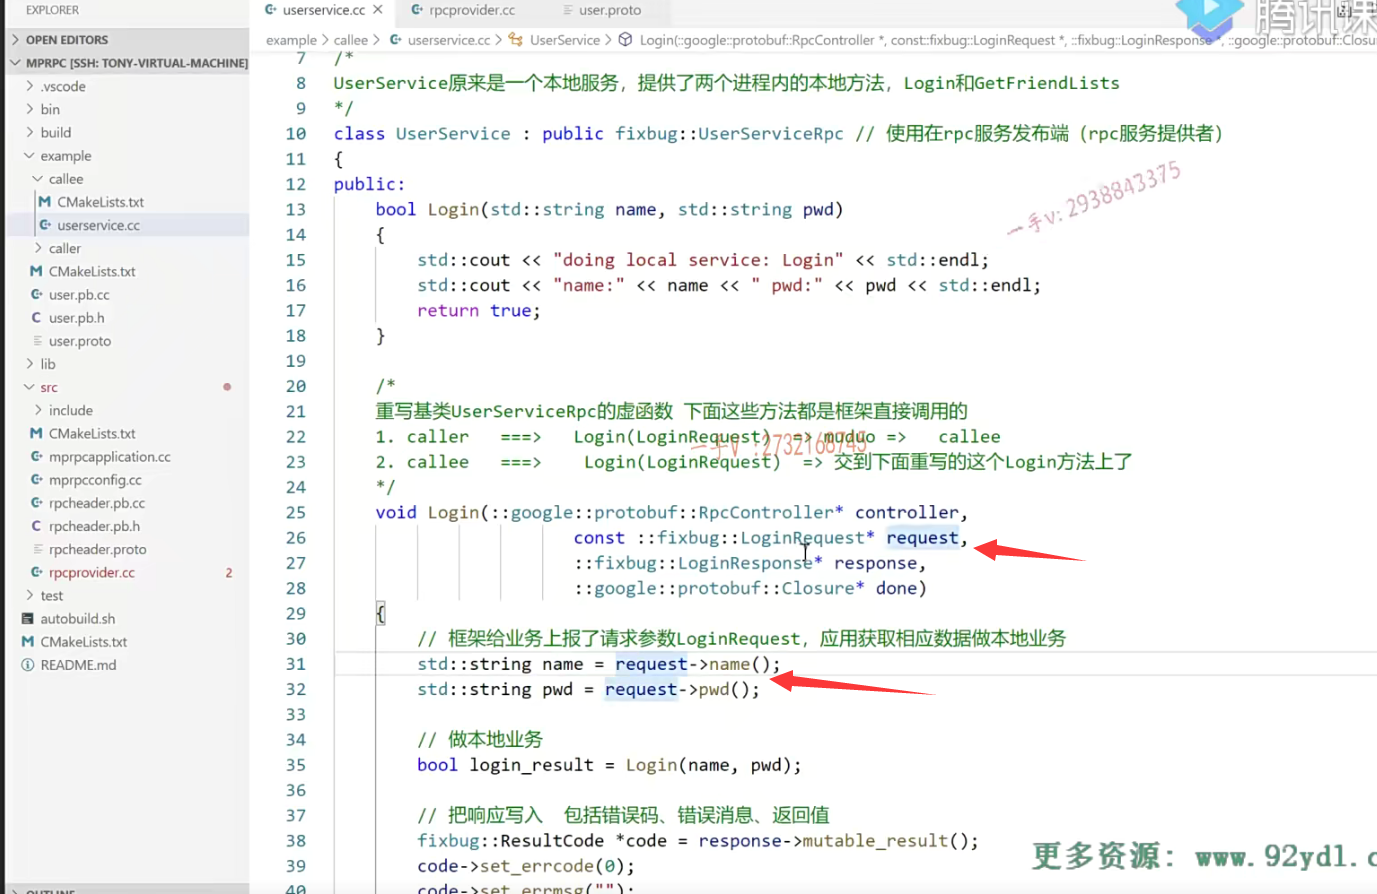 EXPLORER
userservice.cc
rpcprovider.cc
user.proto
腾讯课
OPEN EDITORS
example > callee > userservice.cc > UserService > Login(::google::protobuf::RpcController *, const::fixbug::LoginRequest *, ::fixbug::LoginResponse *, ::google::protobuf::Closu
MPRPC [SSH: TONY-VIRTUAL-MACHINE]
.vscode
bin
build
example
callee
CMakeLists.txt
userservice.cc
caller
CMakeLists.txt
user.pb.cc
user.pb.h
user.proto
lib
src
include
CMakeLists.txt
mprpcapplication.cc
mprpcconfig.cc
rpcheader.pb.cc
rpcheader.pb.h
rpcheader.proto
rpcprovider.cc 2
test
autobuild.sh
CMakeLists.txt
README.md
OUTLINE
7 /*
8 UserService原来是一个本地服务，提供了两个进程内的本地方法，Login和GetFriendLists
9 */
10 class UserService : public fixbug::UserServiceRpc // 使用在rpc服务发布端（rpc服务提供者）
11 {
12 public:
13 bool Login(std::string name, std::string pwd)
14 {
15 std::cout << "doing local service: Login" << std::endl;
16 std::cout << "name:" << name << " pwd:" << pwd << std::endl;
17 return true;
18 }
19
20 /*
21 重写基类UserServiceRpc的虚函数 下面这些方法都是框架直接调用的
22 1. caller ===> Login(LoginRequest) => muduo => callee
23 2. callee ===> Login(LoginRequest) => 交到下面重写的这个Login方法上了
24 */
25 void Login(::google::protobuf::RpcController* controller,
26 const ::fixbug::LoginRequest* request,
27 ::fixbug::LoginResponse* response,
28 ::google::protobuf::Closure* done)
29 {
30 // 框架给业务上报了请求参数LoginRequest，应用获取相应数据做本地业务
31 std::string name = request->name();
32 std::string pwd = request->pwd();
33
34 // 做本地业务
35 bool login_result = Login(name, pwd);
36
37 // 把响应写入 包括错误码、错误消息、返回值
38 fixbug::ResultCode *code = response->mutable_result();
39 code->set_errcode(0);
40 code->set_errmsg("");
一手v: 2938843375
一手V :2732168743
更多资源: www.92ydl.c